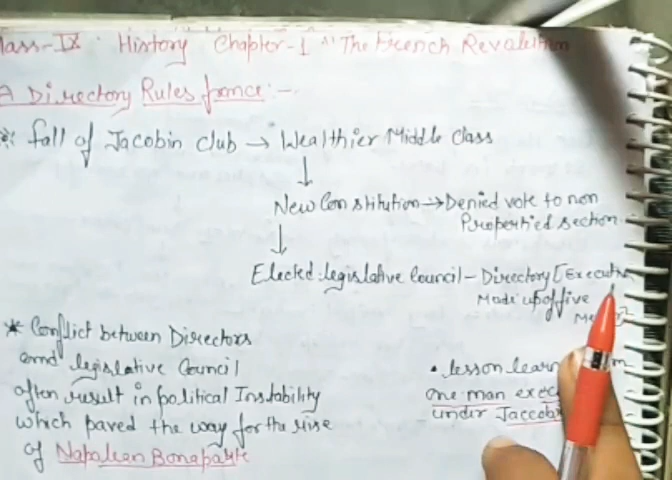 lass-IX. History Chapter-1 "The French Revolution
A Directory Rules france:-.
*: fall of Jacobin club → Wealthier Middle class
↓
New Constitution → Denied vote to non
Propertied section
↓
Elected legislative Council - Directory [Executive
Made up of five
* Conflict between Directors
and legislative Council
often result in political Instability
which paved the way for the rise
of Napolean Bonaparte
• lesson learn
one man exec
under Jaccob